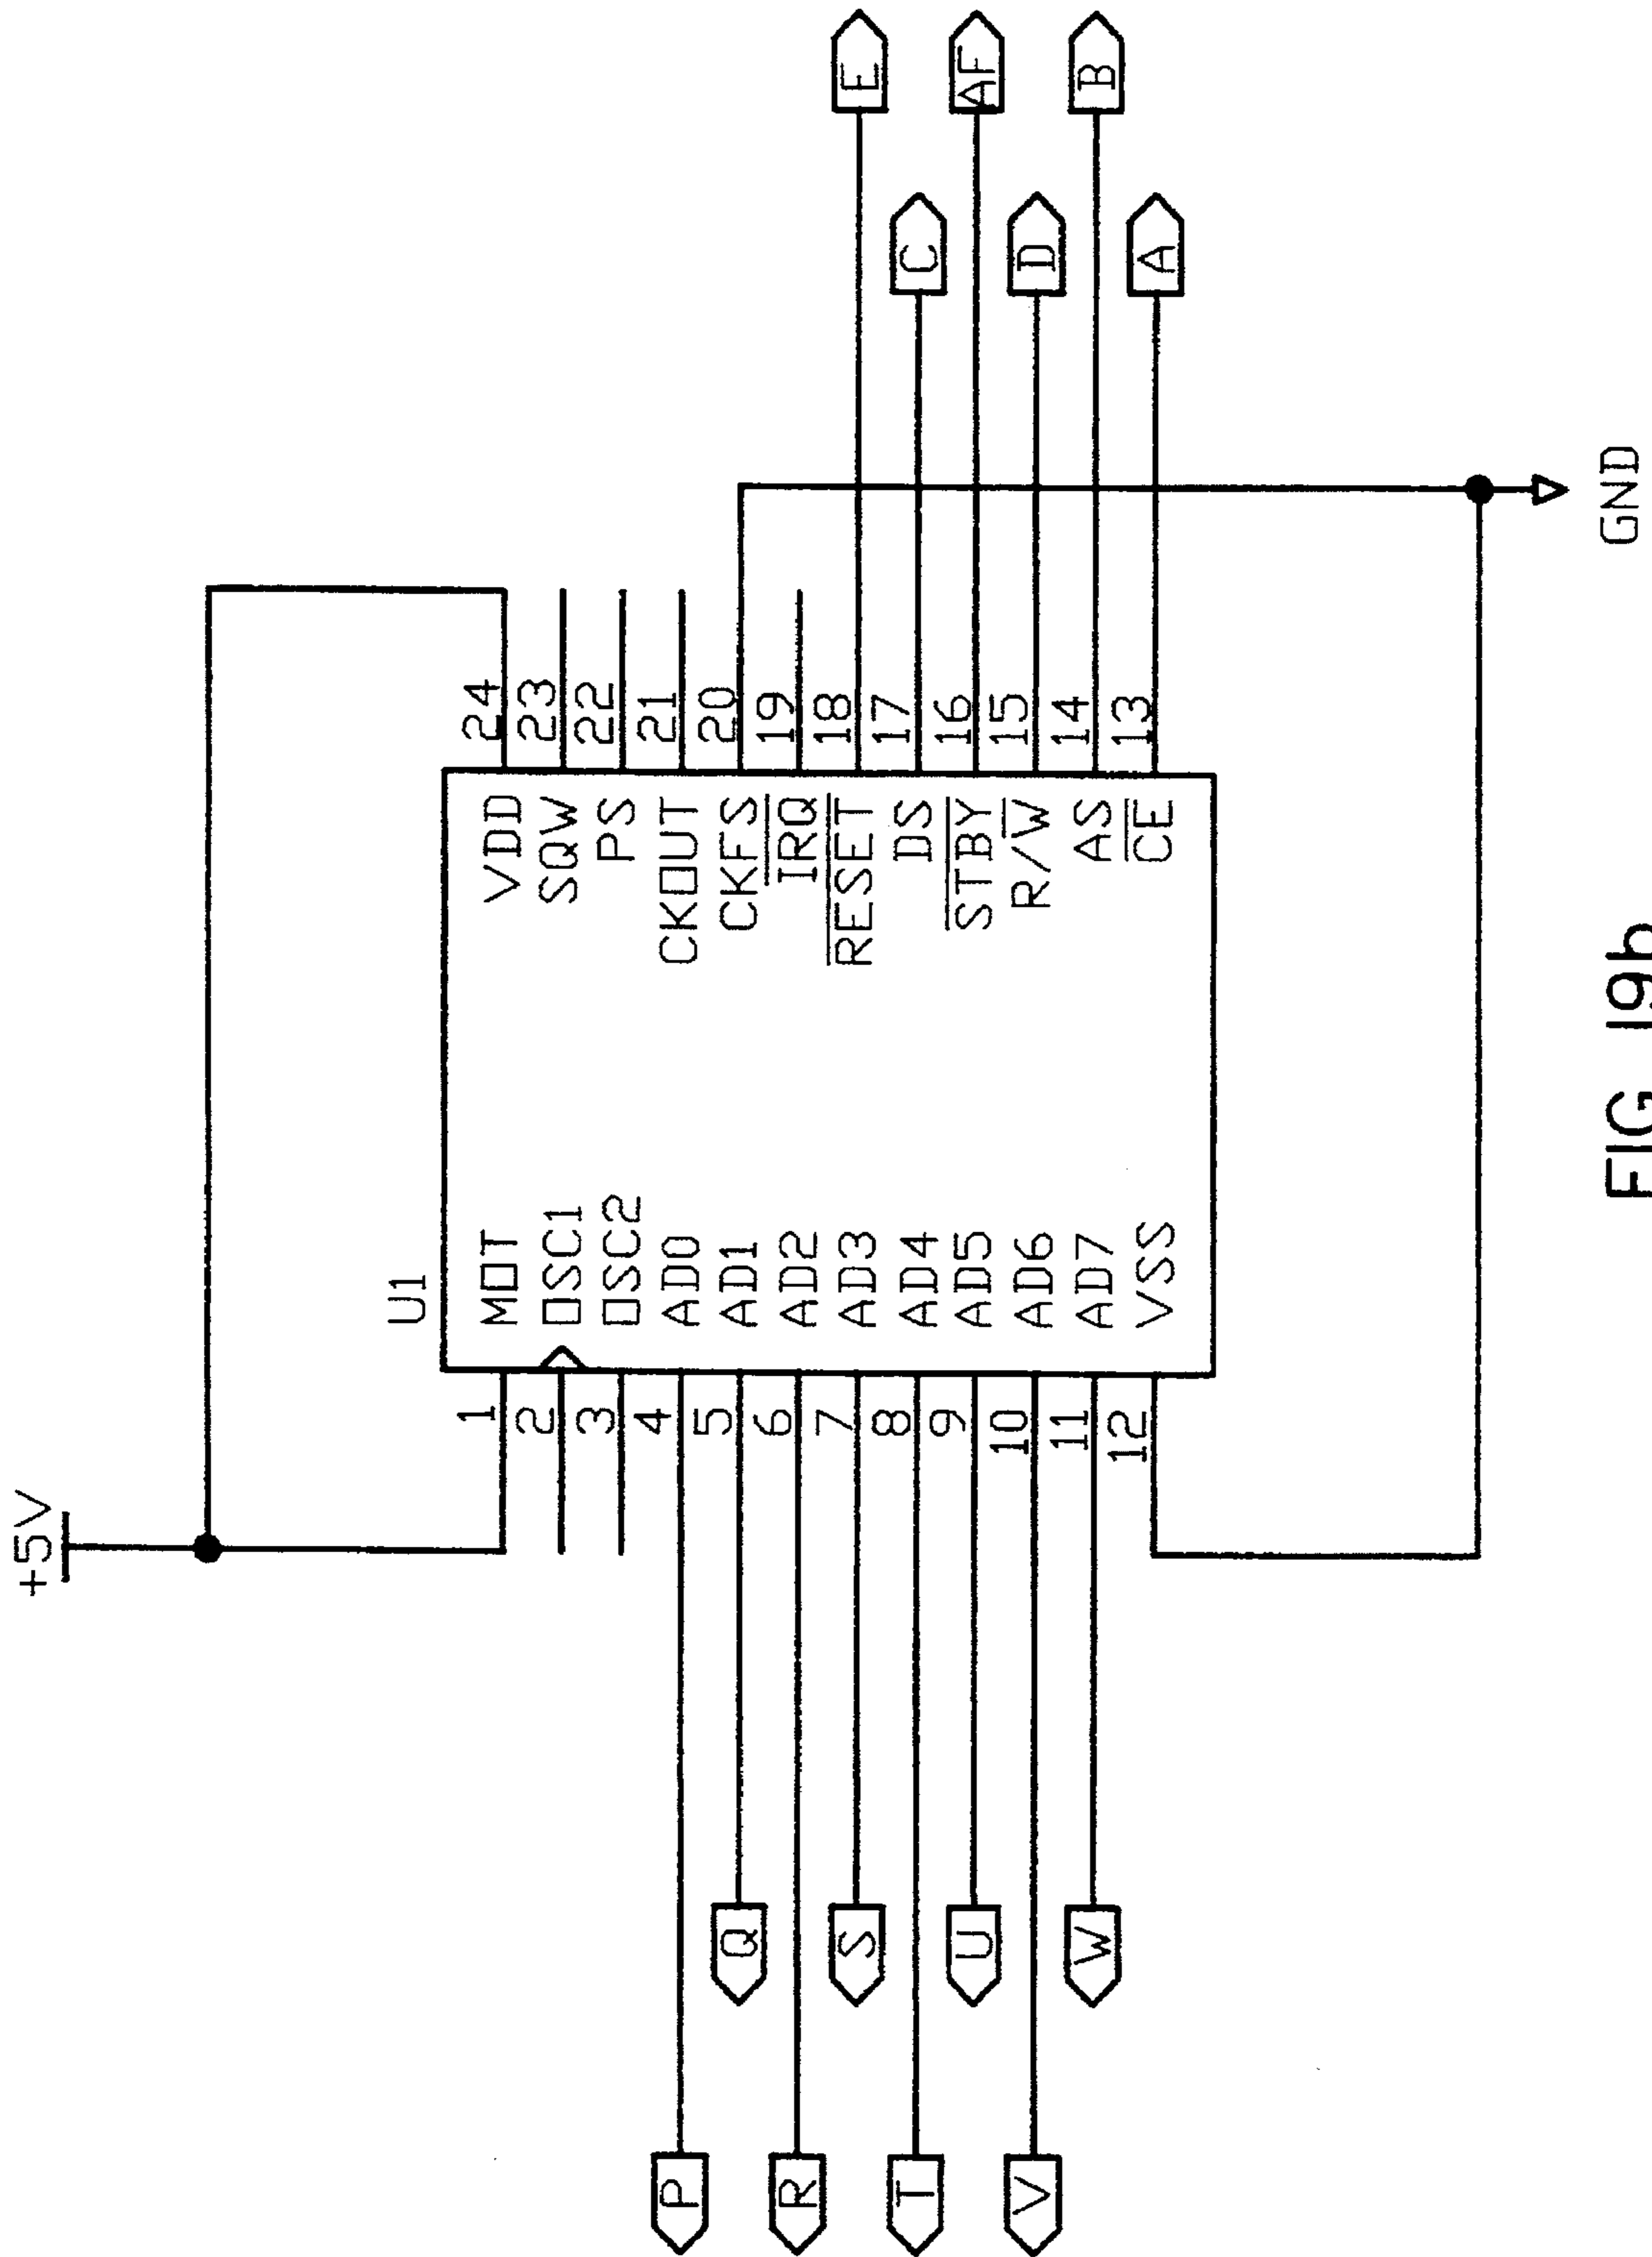 +5V
U1
1
MOT
VDD
24
2
OSC1
SQW
23
3
OSC2
PS
22
P
4
AD0
CKOUT
21
Q
5
AD1
CKFS
20
R
6
AD2
IRQ
19
S
7
AD3
RESET
18
E
T
8
AD4
DS
17
C
U
9
AD5
STBY
16
AF
V
10
AD6
R/W
15
D
W
11
AD7
AS
14
B
12
VSS
CE
13
A
GND
FIG. 19b